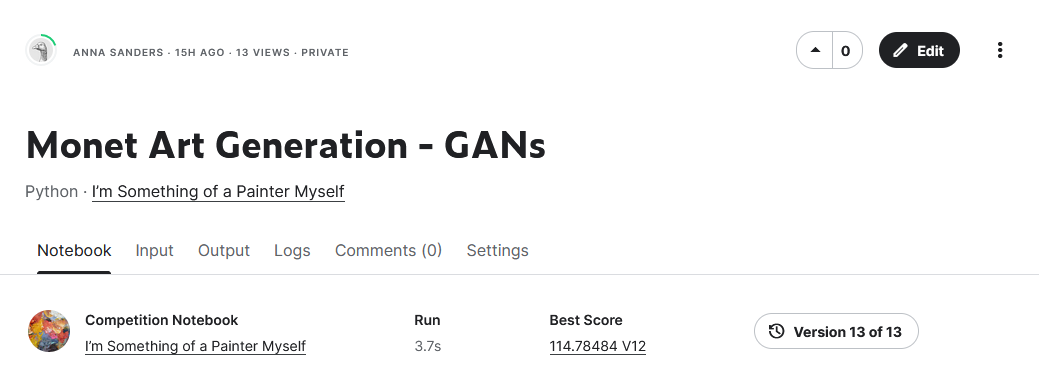 ANNA SANDERS · 15H AGO · 13 VIEWS · PRIVATE
0
Edit
Monet Art Generation - GANs
Python · I’m Something of a Painter Myself
Notebook Input Output Logs Comments (0) Settings
Competition Notebook Run Best Score
I’m Something of a Painter Myself 3.7s 114.78484 V12
Version 13 of 13